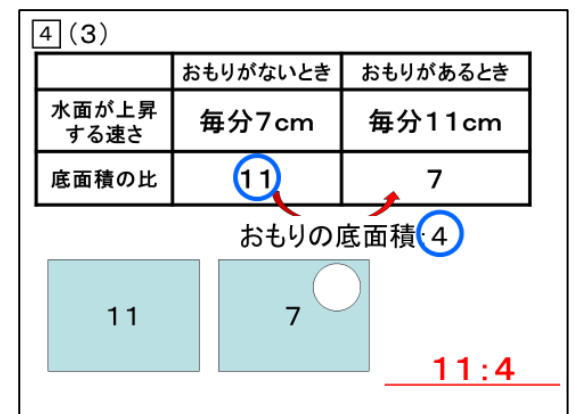 4 (3)
おもりがないとき おもりがあるとき
水面が上昇
する速さ
毎分7cm 毎分11cm
底面積の比 11 7
おもりの底面積・4
11 7
11:4